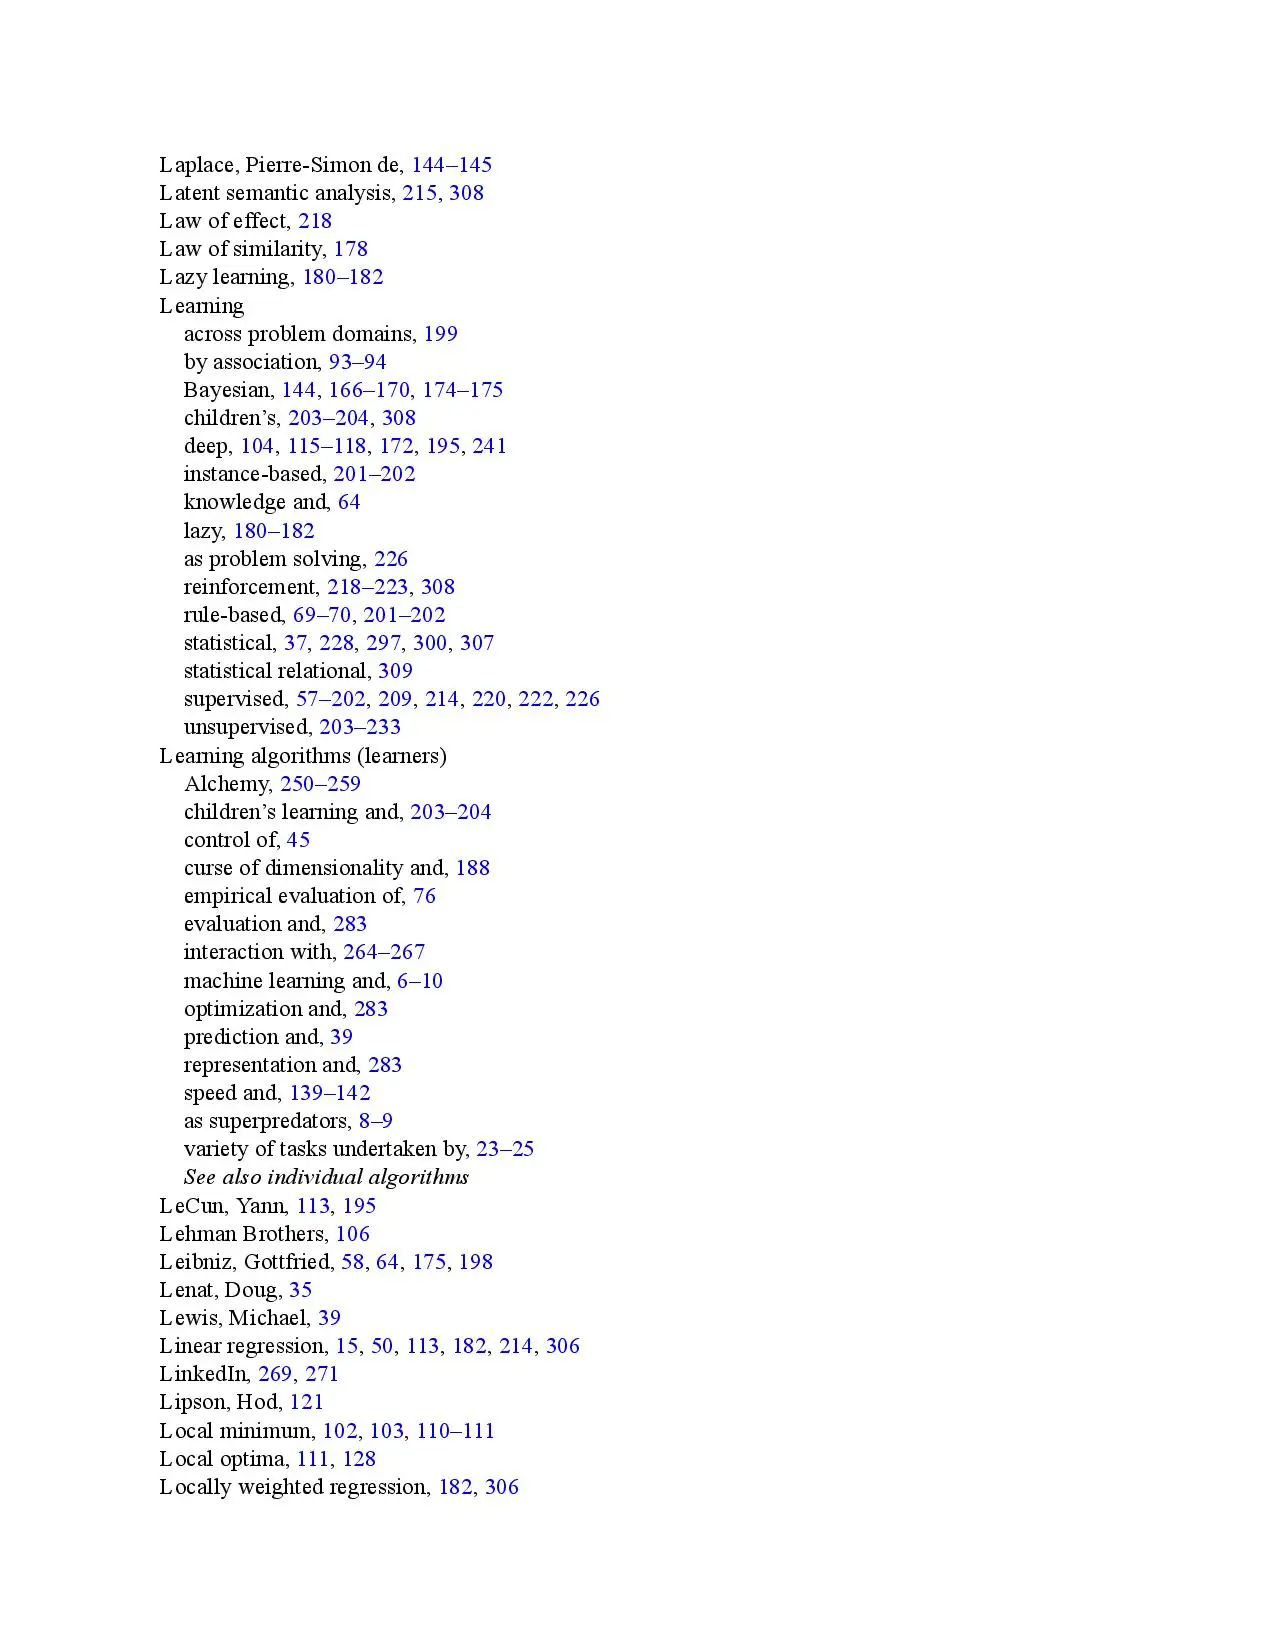 Laplace, Pierre-Simon de, 144–145
Latent semantic analysis, 215, 308
Law of effect, 218
Law of similarity, 178
Lazy learning, 180–182
Learning
across problem domains, 199
by association, 93–94
Bayesian, 144, 166–170, 174–175
children’s, 203–204, 308
deep, 104, 115–118, 172, 195, 241
instance-based, 201–202
knowledge and, 64
lazy, 180–182
as problem solving, 226
reinforcement, 218–223, 308
rule-based, 69–70, 201–202
statistical, 37, 228, 297, 300, 307
statistical relational, 309
supervised, 57–202, 209, 214, 220, 222, 226
unsupervised, 203–233
Learning algorithms (learners)
Alchemy, 250–259
children’s learning and, 203–204
control of, 45
curse of dimensionality and, 188
empirical evaluation of, 76
evaluation and, 283
interaction with, 264–267
machine learning and, 6–10
optimization and, 283
prediction and, 39
representation and, 283
speed and, 139–142
as superpredators, 8–9
variety of tasks undertaken by, 23–25
See also individual algorithms
LeCun, Yann, 113, 195
Lehman Brothers, 106
Leibniz, Gottfried, 58, 64, 175, 198
Lenat, Doug, 35
Lewis, Michael, 39
Linear regression, 15, 50, 113, 182, 214, 306
LinkedIn, 269, 271
Lipson, Hod, 121
Local minimum, 102, 103, 110–111
Local optima, 111, 128
Locally weighted regression, 182, 306